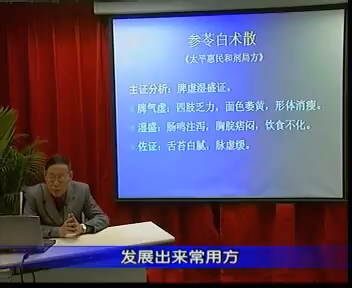 参苓白术散
《太平惠民和剂局方》
主证分析：脾虚湿盛证。
脾气虚：四肢乏力，面色萎黄，形体消瘦。
湿盛：肠鸣泄泻，胸脘痞闷，饮食不化。
佐证：舌苔白腻，脉虚缓。
发展出来常用方